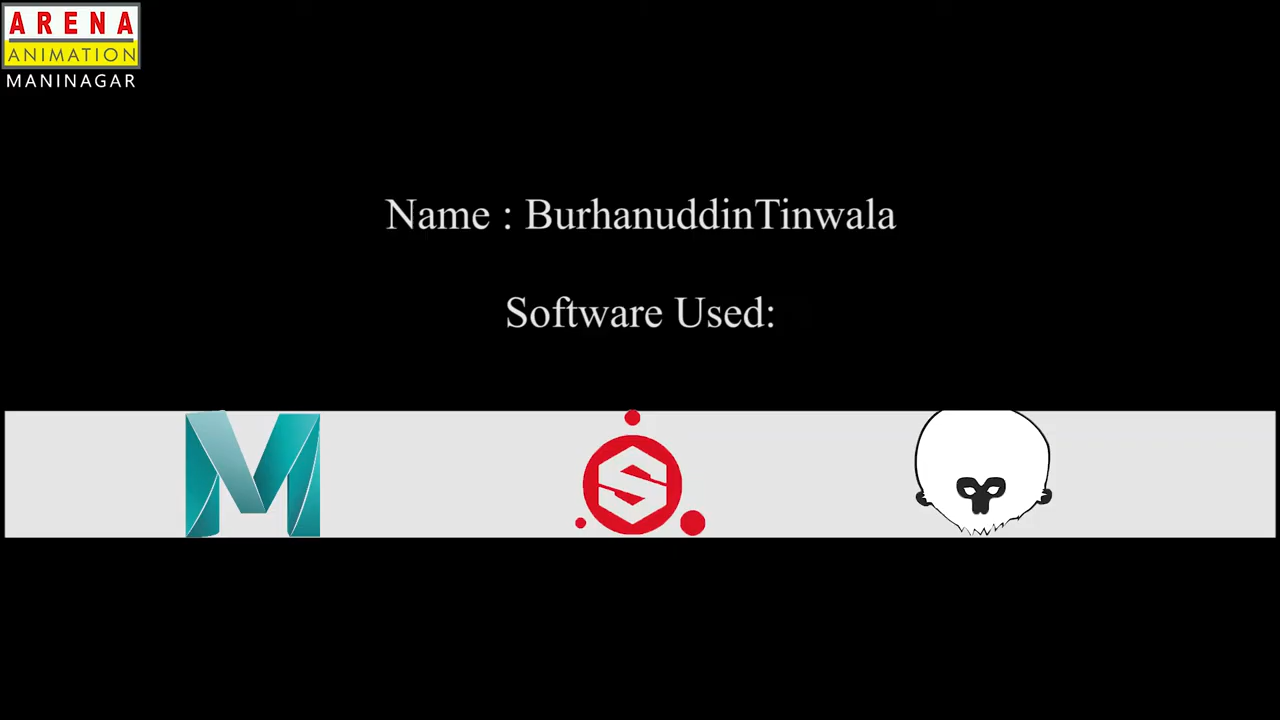 ARENA
ANIMATION
MANINAGAR
Name : BurhanuddinTinwala
Software Used: